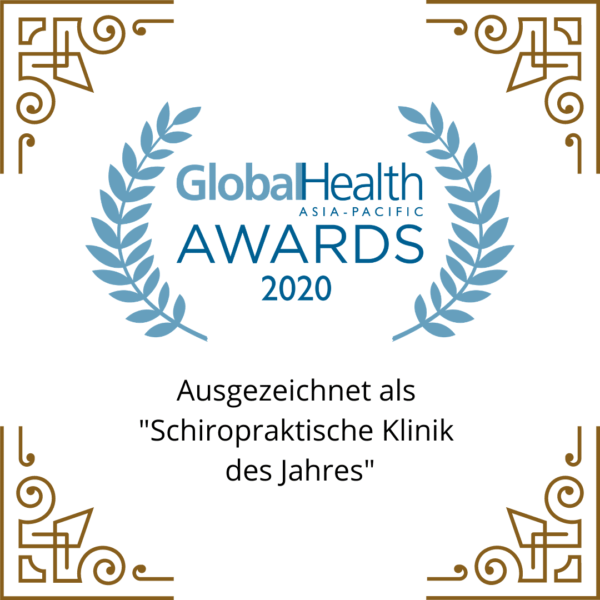 GlobalHealth
ASIA-PACIFIC
AWARDS
2020
Ausgezeichnet als
"Schiropraktische Klinik
des Jahres"